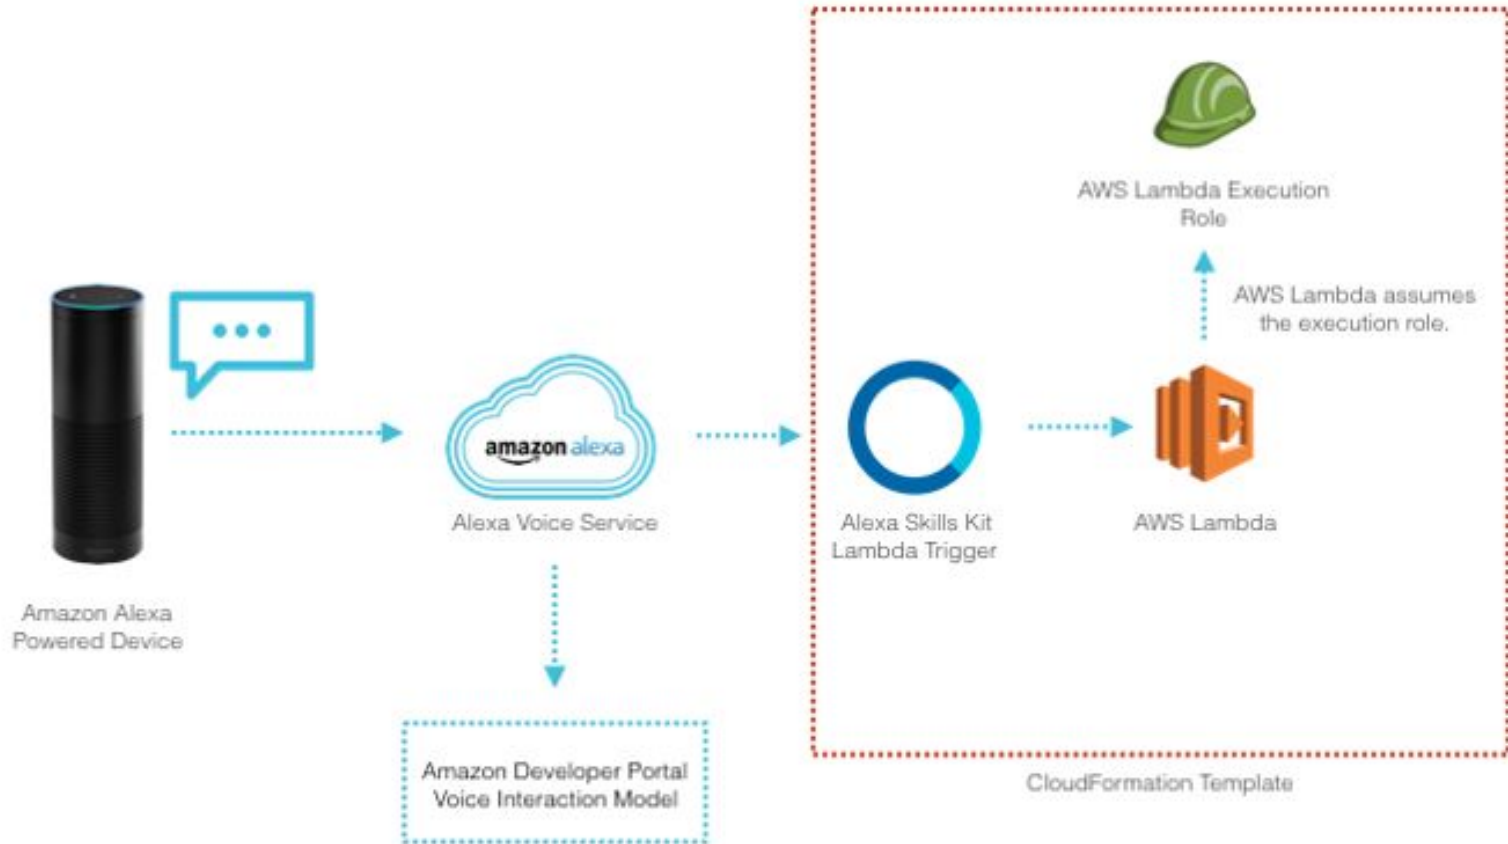 AWS Lambda Execution
Role
AWS Lambda assumes
the execution role.
amazon alexa
Alexa Voice Service
Alexa Skills Kit
Lambda Trigger
AWS Lambda
Amazon Alexa
Powered Device
Amazon Developer Portal
Voice Interaction Model
CloudFormation Template